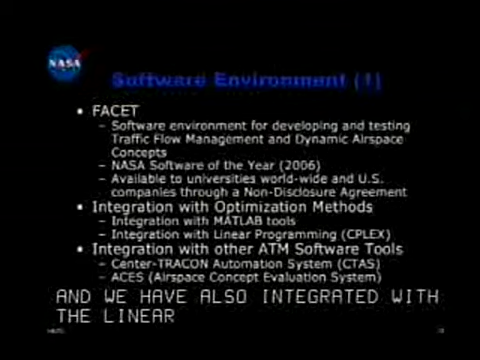 NASA
Software Environment (1)
• FACET
– Software environment for developing and testing
Traffic Flow Management and Dynamic Airspace
Concepts
– NASA Software of the Year (2006)
– Available to universities world-wide and U.S.
companies through a Non-Disclosure Agreement
• Integration with Optimization Methods
– Integration with MATLAB tools
– Integration with Linear Programming (CPLEX)
• Integration with other ATM Software Tools
– Center-TRACON Automation System (CTAS)
– ACES (Airspace Concept Evaluation System)
AND WE HAVE ALSO INTEGRATED WITH
THE LINEAR